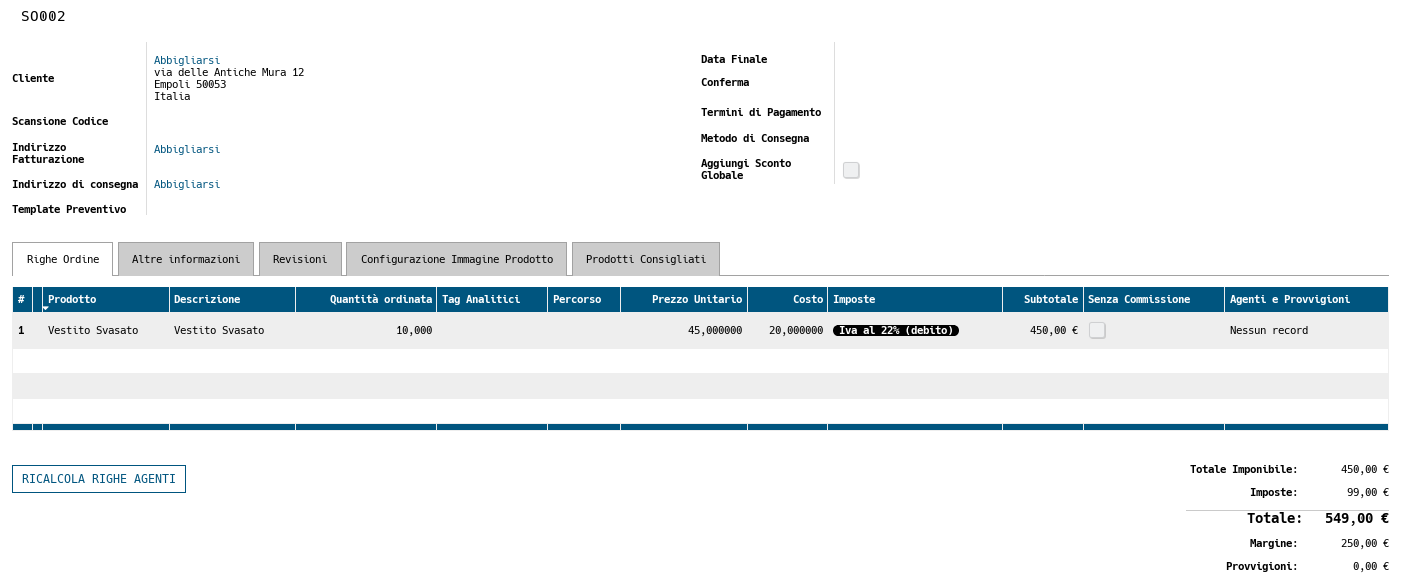 SO002
Cliente
Abbigliarsi
via delle Antiche Mura 12
Empoli 50053
Italia
Scansione Codice
Indirizzo
Fatturazione
Abbigliarsi
Indirizzo di consegna
Abbigliarsi
Template Preventivo
Data Finale
Conferma
Termini di Pagamento
Metodo di Consegna
Aggiungi Sconto
Globale
Righe Ordine Altre informazioni Revisioni Configurazione Immagine Prodotto Prodotti Consigliati
# Prodotto Descrizione Quantità ordinata Tag Analitici Percorso Prezzo Unitario Costo Imposte Subtotale Senza Commissione Agenti e Provvigioni
1 Vestito Svasato Vestito Svasato 10,000 45,000000 20,000000 Iva al 22% (debito) 450,00 € Nessun record
RICALCOLA RIGHE AGENTI
Totale Imponibile: 450,00 €
Imposte: 99,00 €
Totale: 549,00 €
Margine: 250,00 €
Provvigioni: 0,00 €